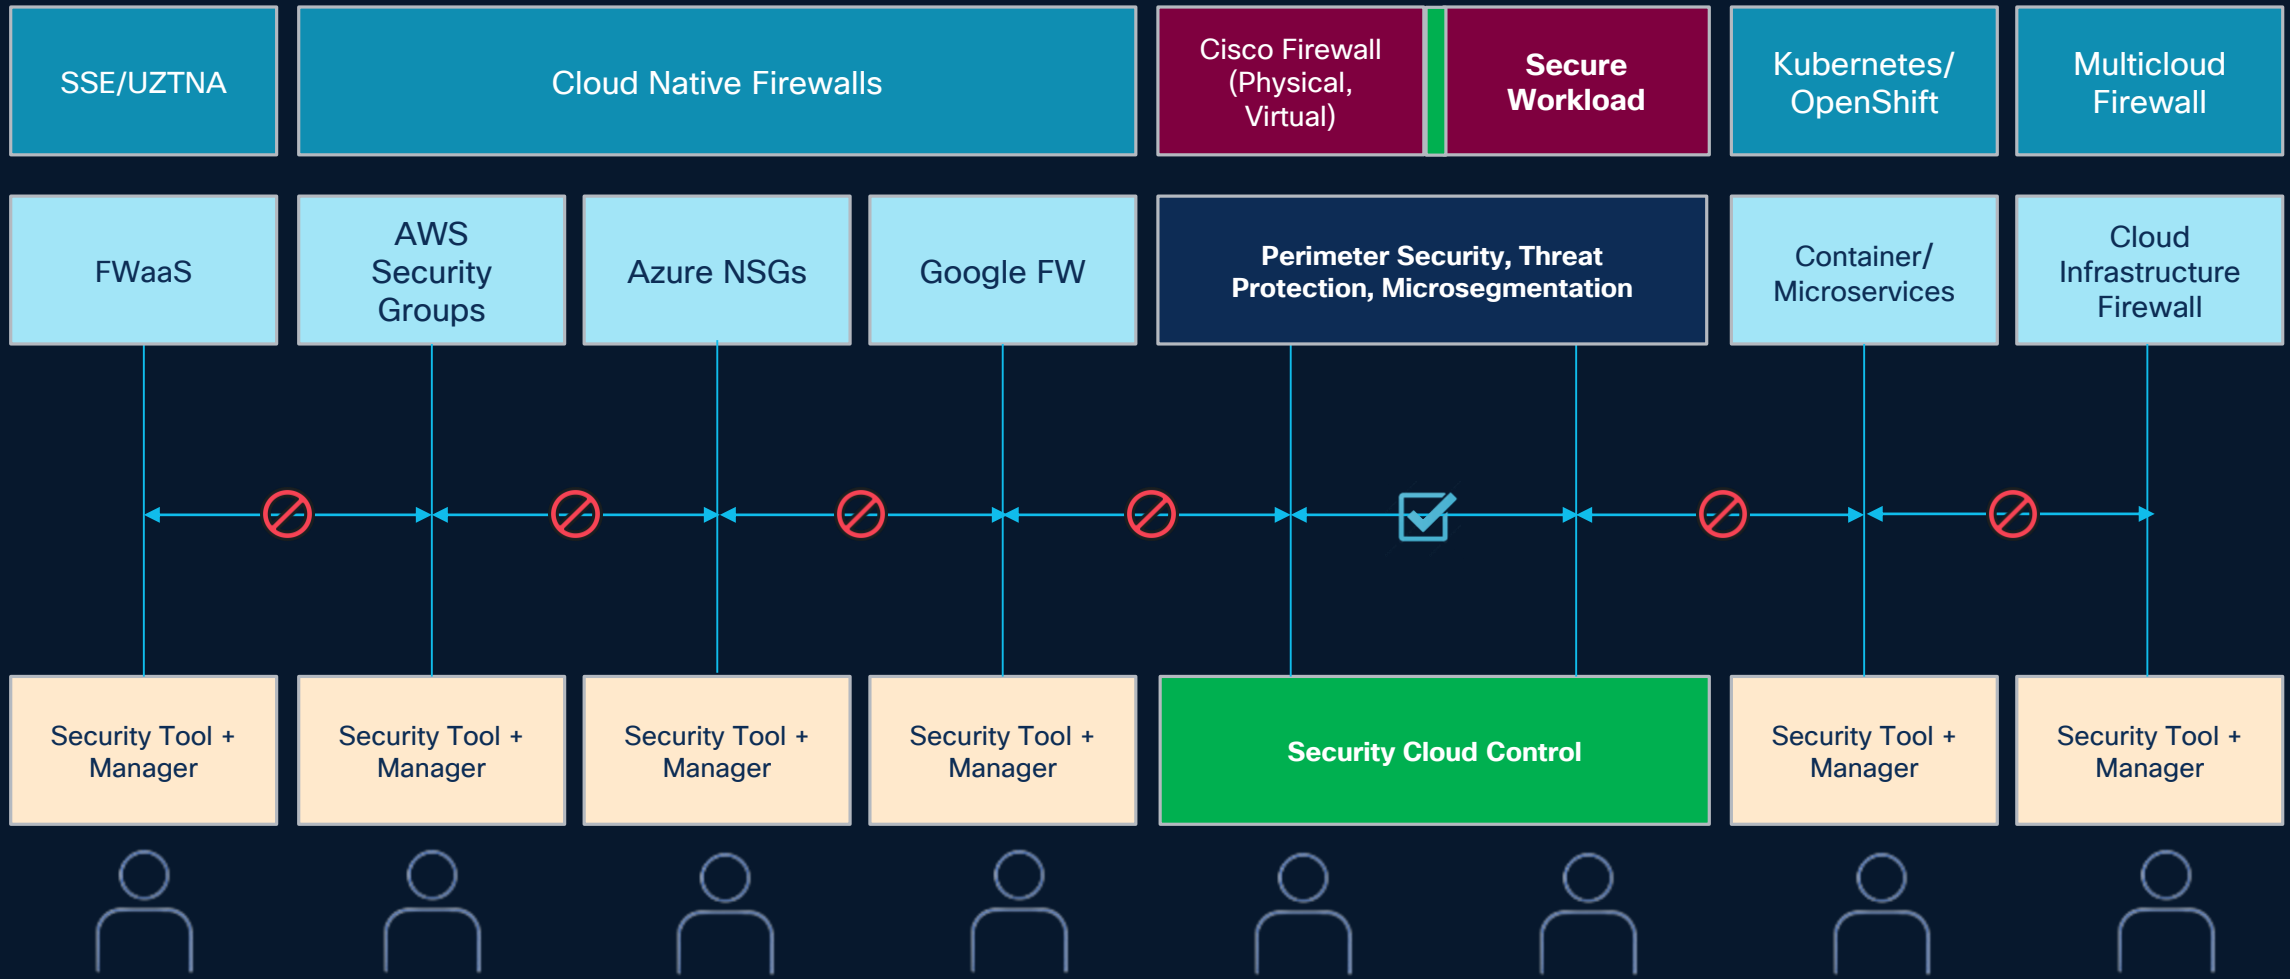 SSE/UZTNA
Cloud Native Firewalls
Cisco Firewall
(Physical,
Virtual)
Secure
Workload
Kubernetes/
OpenShift
Multicloud
Firewall
FWaaS
AWS
Security
Groups
Azure NSGs
Google FW
Perimeter Security, Threat
Protection, Microsegmentation
Container/
Microservices
Cloud
Infrastructure
Firewall
Security Tool +
Manager
Security Tool +
Manager
Security Tool +
Manager
Security Tool +
Manager
Security Cloud Control
Security Tool +
Manager
Security Tool +
Manager